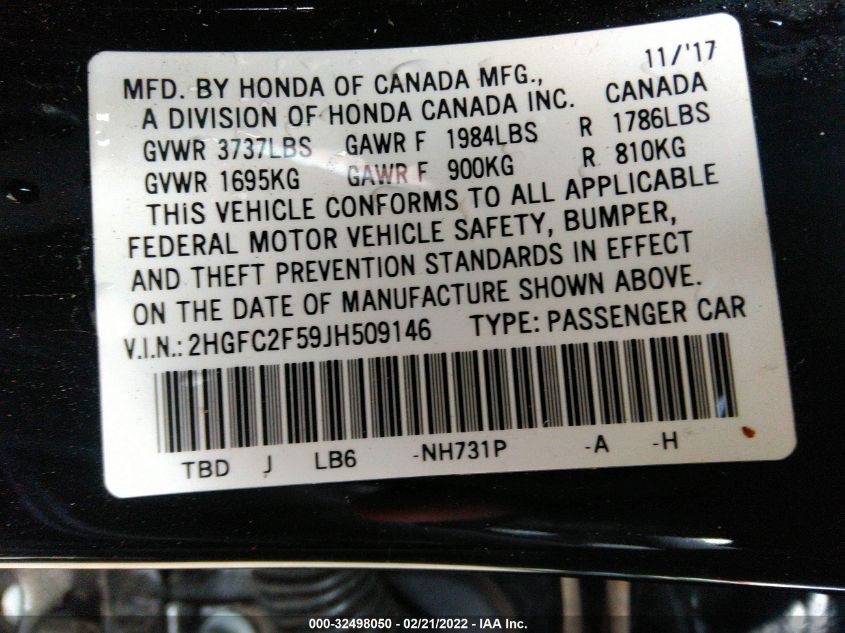 11/'17
MFD. BY HONDA OF CANADA MFG.,
A DIVISION OF HONDA CANADA INC. CANADA
GVWR 3737LBS GAWR F 1984LBS R 1786LBS
GVWR 1695KG GAWR F 900KG R 810KG
THIS VEHICLE CONFORMS TO ALL APPLICABLE
FEDERAL MOTOR VEHICLE SAFETY, BUMPER,
AND THEFT PREVENTION STANDARDS IN EFFECT
ON THE DATE OF MANUFACTURE SHOWN ABOVE.
V.I.N.: 2HGFC2F59JH509146 TYPE: PASSENGER CAR
TBD J LB6 -NH731P -A -H
000-32498050 - 02/21/2022 - IAA Inc.